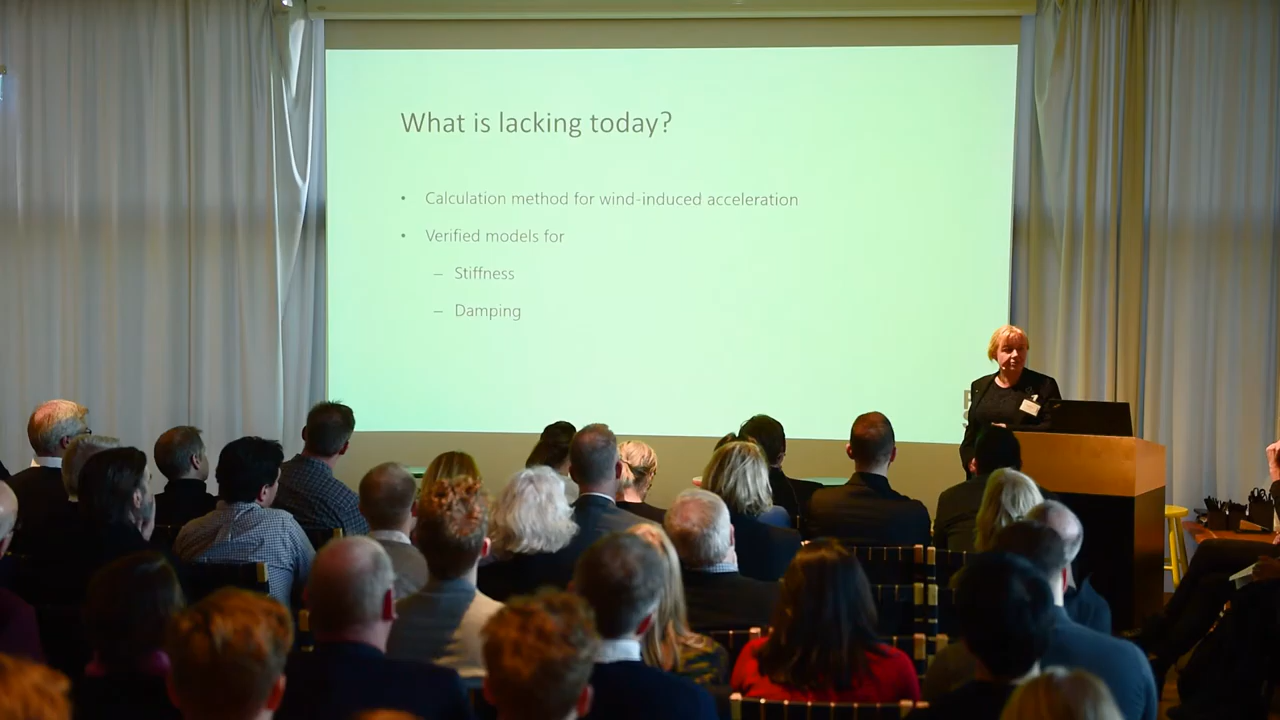 What is lacking today?
• Calculation method for wind-induced acceleration
• Verified models for
– Stiffness
– Damping